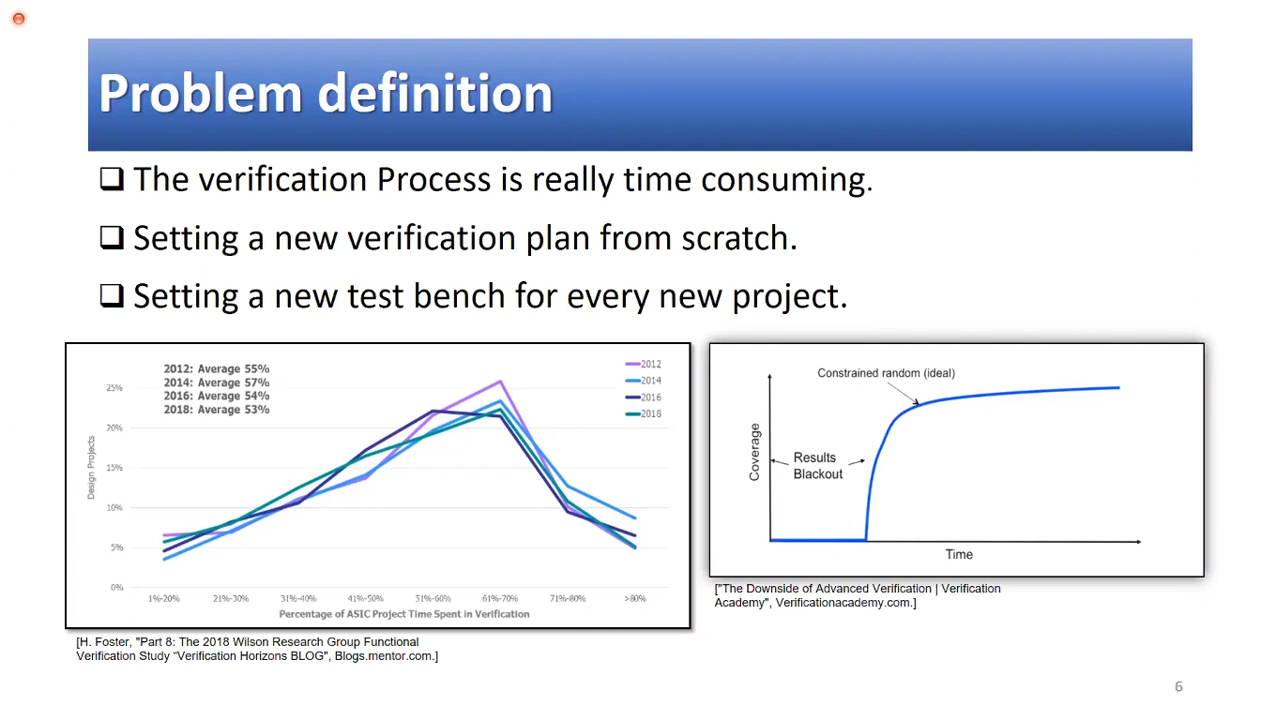 Problem definition
❑ The verification Process is really time consuming.
❑ Setting a new verification plan from scratch.
❑ Setting a new test bench for every new project.
2012: Average 55%
2014: Average 57%
2016: Average 54%
2018: Average 53%
2012
2014
2016
2018
25%
20%
15%
10%
5%
0%
Design Projects
1%-20% 21%-30% 31%-40% 41%-50% 51%-60% 61%-70% 71%-80% >80%
Percentage of ASIC Project Time Spent in Verification
[H. Foster, "Part 8: The 2018 Wilson Research Group Functional
Verification Study "Verification Horizons BLOG", Blogs.mentor.com.]
Constrained random (ideal)
Coverage
Results
Blackout
Time
["The Downside of Advanced Verification | Verification
Academy", Verificationacademy.com.]
6